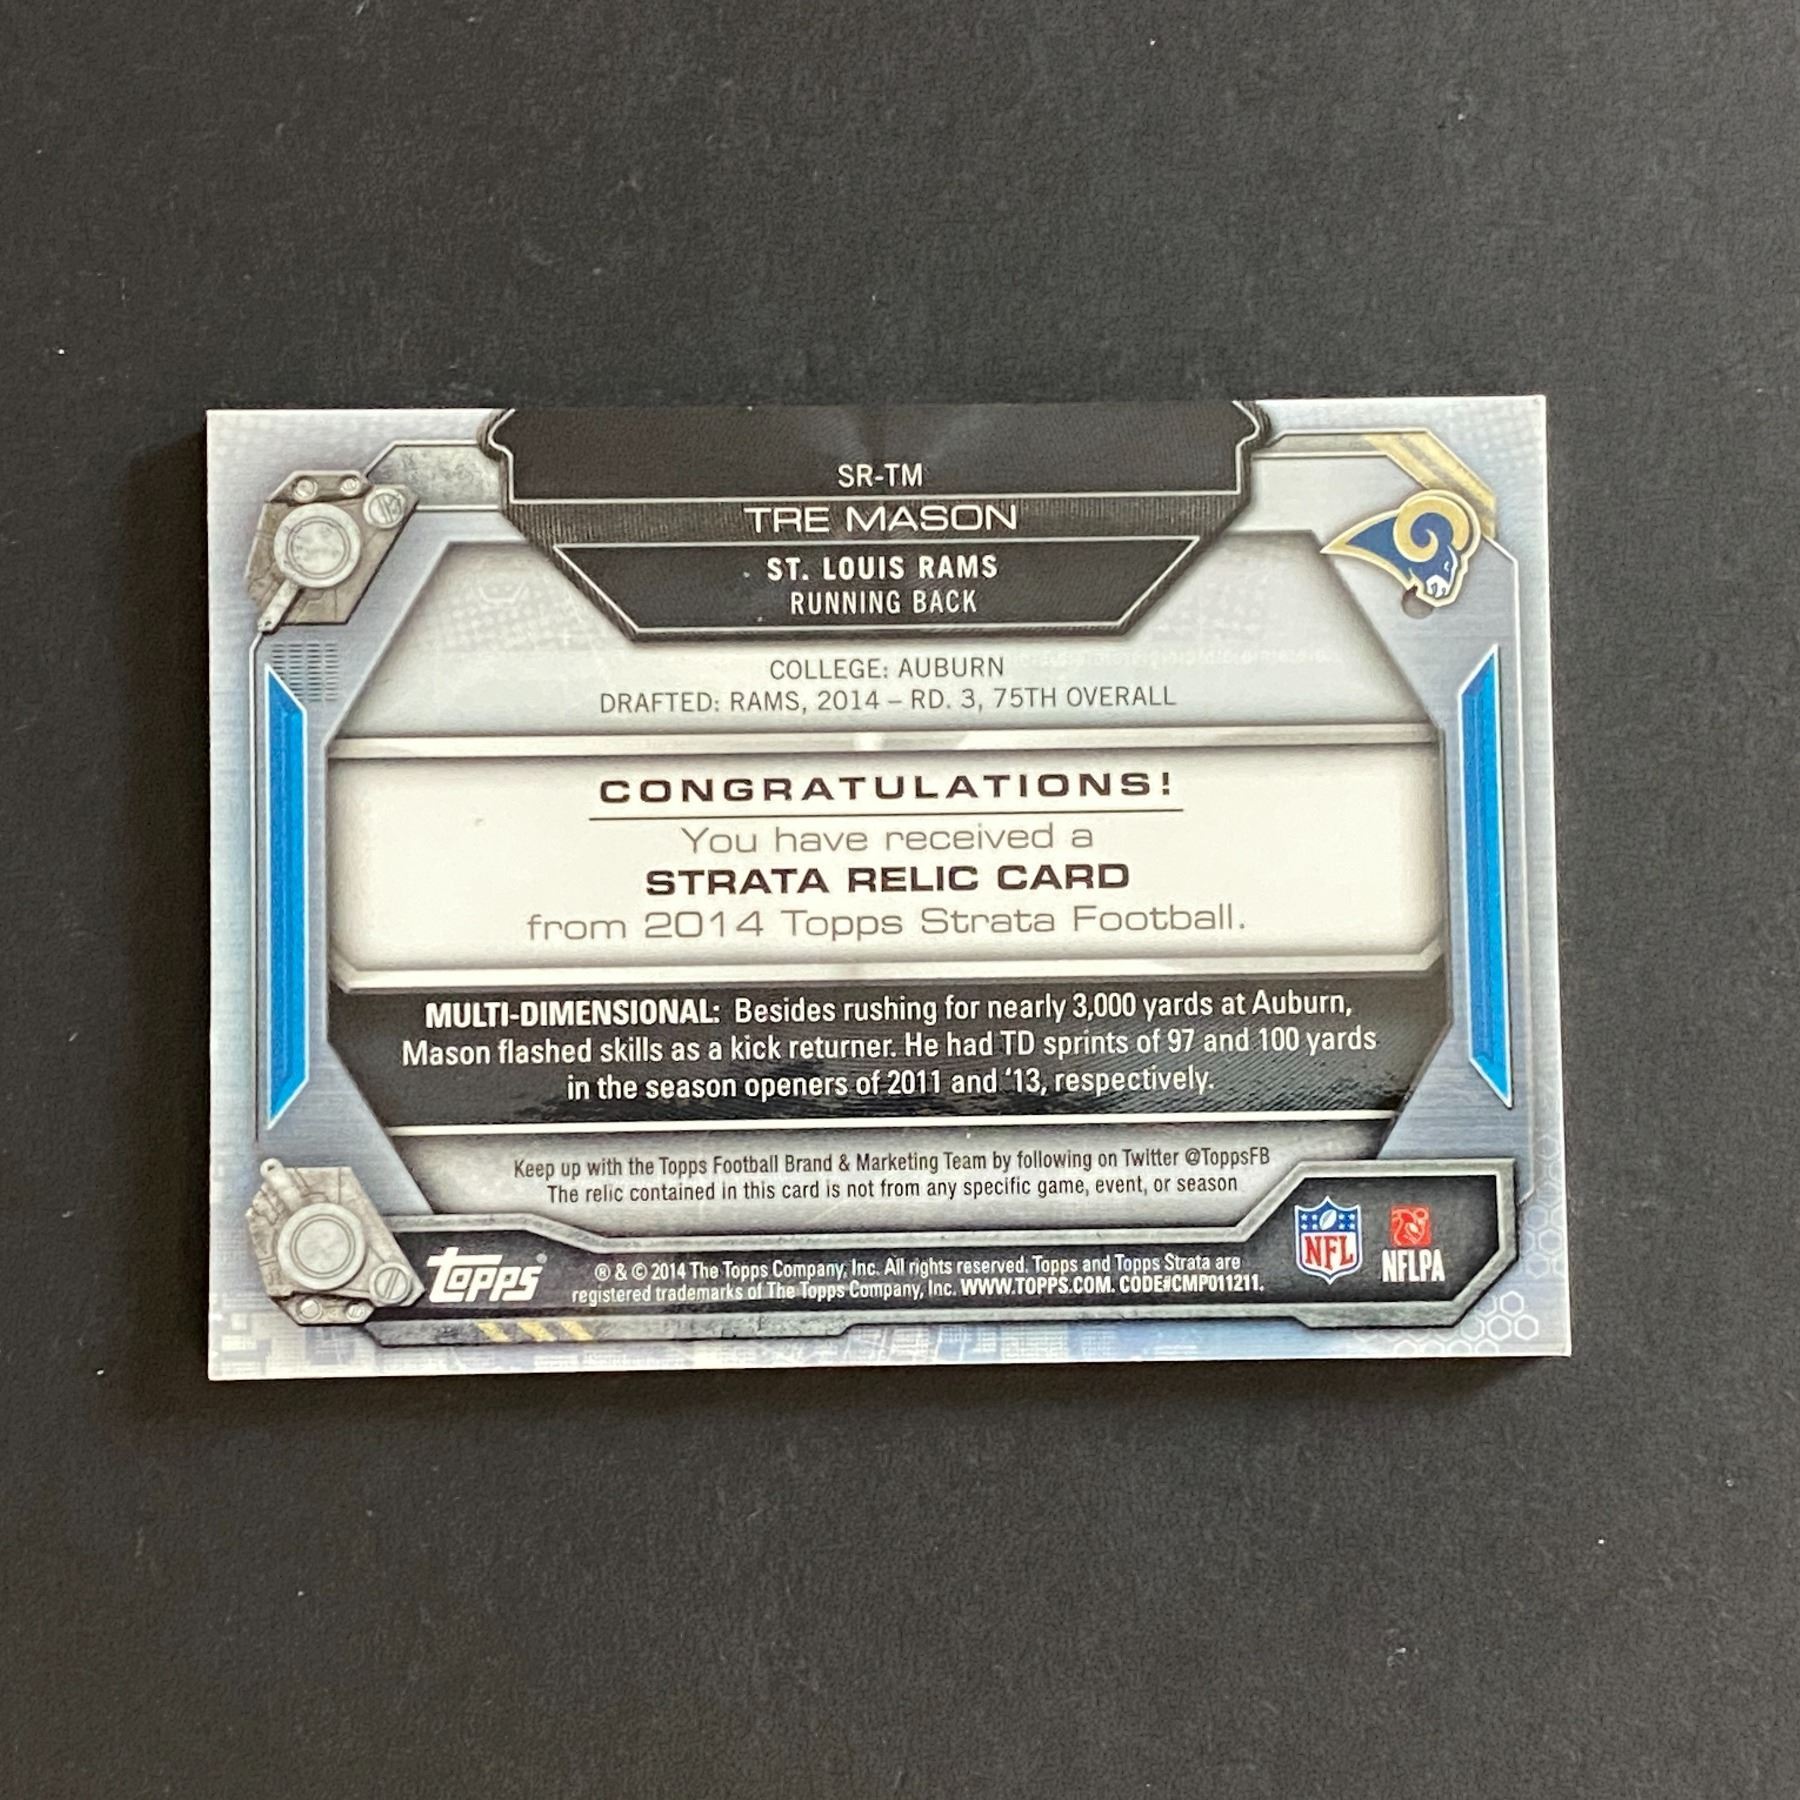 SR-TM
TRE MASON
ST. LOUIS RAMS
RUNNING BACK
COLLEGE: AUBURN
DRAFTED: RAMS, 2014 – RD. 3, 75TH OVERALL
CONGRATULATIONS!
You have received a
STRATA RELIC CARD
from 2014 Topps Strata Football.
MULTI-DIMENSIONAL: Besides rushing for nearly 3,000 yards at Auburn,
Mason flashed skills as a kick returner. He had TD sprints of 97 and 100 yards
in the season openers of 2011 and ‘13, respectively.
Keep up with the Topps Football Brand & Marketing Team by following on Twitter @ToppsFB
The relic contained in this card is not from any specific game, event, or season
topps®
® & © 2014 The Topps Company, Inc. All rights reserved. Topps and Topps Strata are
registered trademarks of The Topps Company, Inc. WWW.TOPPS.COM. CODE#CMP011211.
NFL
NFLPA